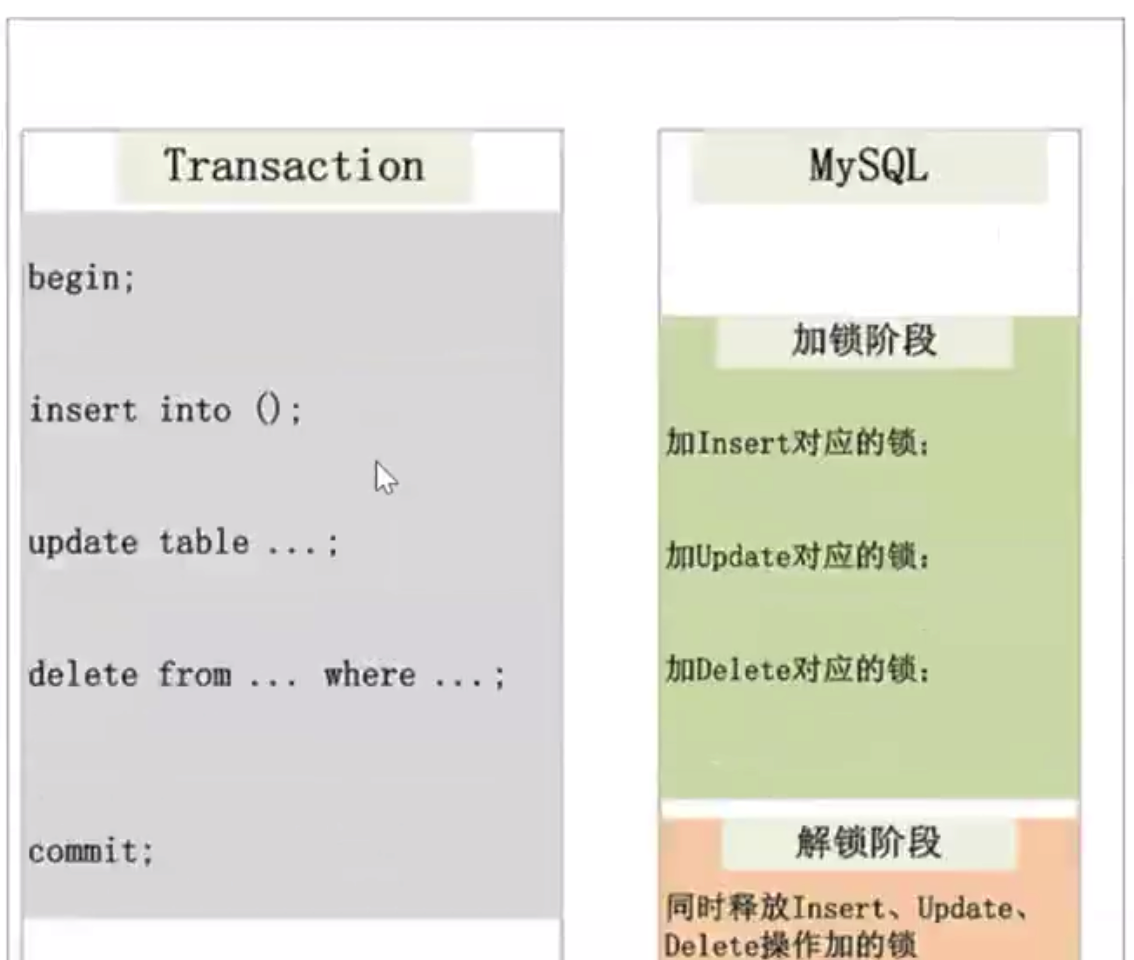 Transaction
begin;
insert into ();
update table ...;
delete from ... where ...;
commit;
MySQL
加锁阶段
加Insert对应的锁;
加Update对应的锁;
加Delete对应的锁;
解锁阶段
同时释放Insert、Update、
Delete操作加的锁